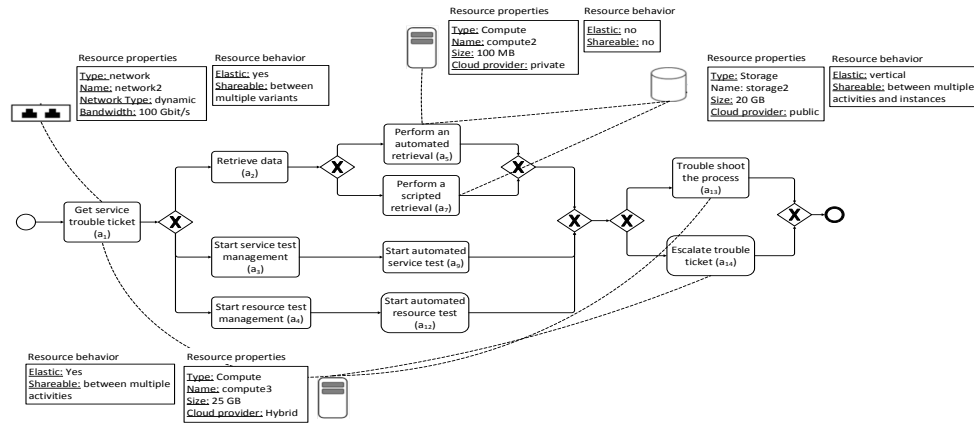 Resource properties
Type: Compute
Name: compute2
Size: 100 MB
Cloud provider: private
Resource behavior
Elastic: no
Shareable: no
Resource properties
Type: network
Name: network2
Network Type: dynamic
Bandwidth: 100 Gbit/s
Resource behavior
Elastic: yes
Shareable: between
multiple variants
Resource properties
Type: Storage
Name: storage2
Size: 20 GB
Cloud provider: public
Resource behavior
Elastic: vertical
Shareable: between multiple
activities and instances
Get service
trouble ticket
(a1)
X
Retrieve data
(a2)
X
Perform an
automated
retrieval (a5)
Perform a
scripted
retrieval (a7)
X
Start service test
management
(a3)
Start automated
service test (a9)
Start resource test
management (a4)
Start automated
resource test
(a12)
X
X
Trouble shoot
the process
(a13)
Escalate trouble
ticket (a14)
X
Resource behavior
Elastic: Yes
Shareable: between multiple
activities
Resource properties
Type: Compute
Name: compute3
Size: 25 GB
Cloud provider: Hybrid